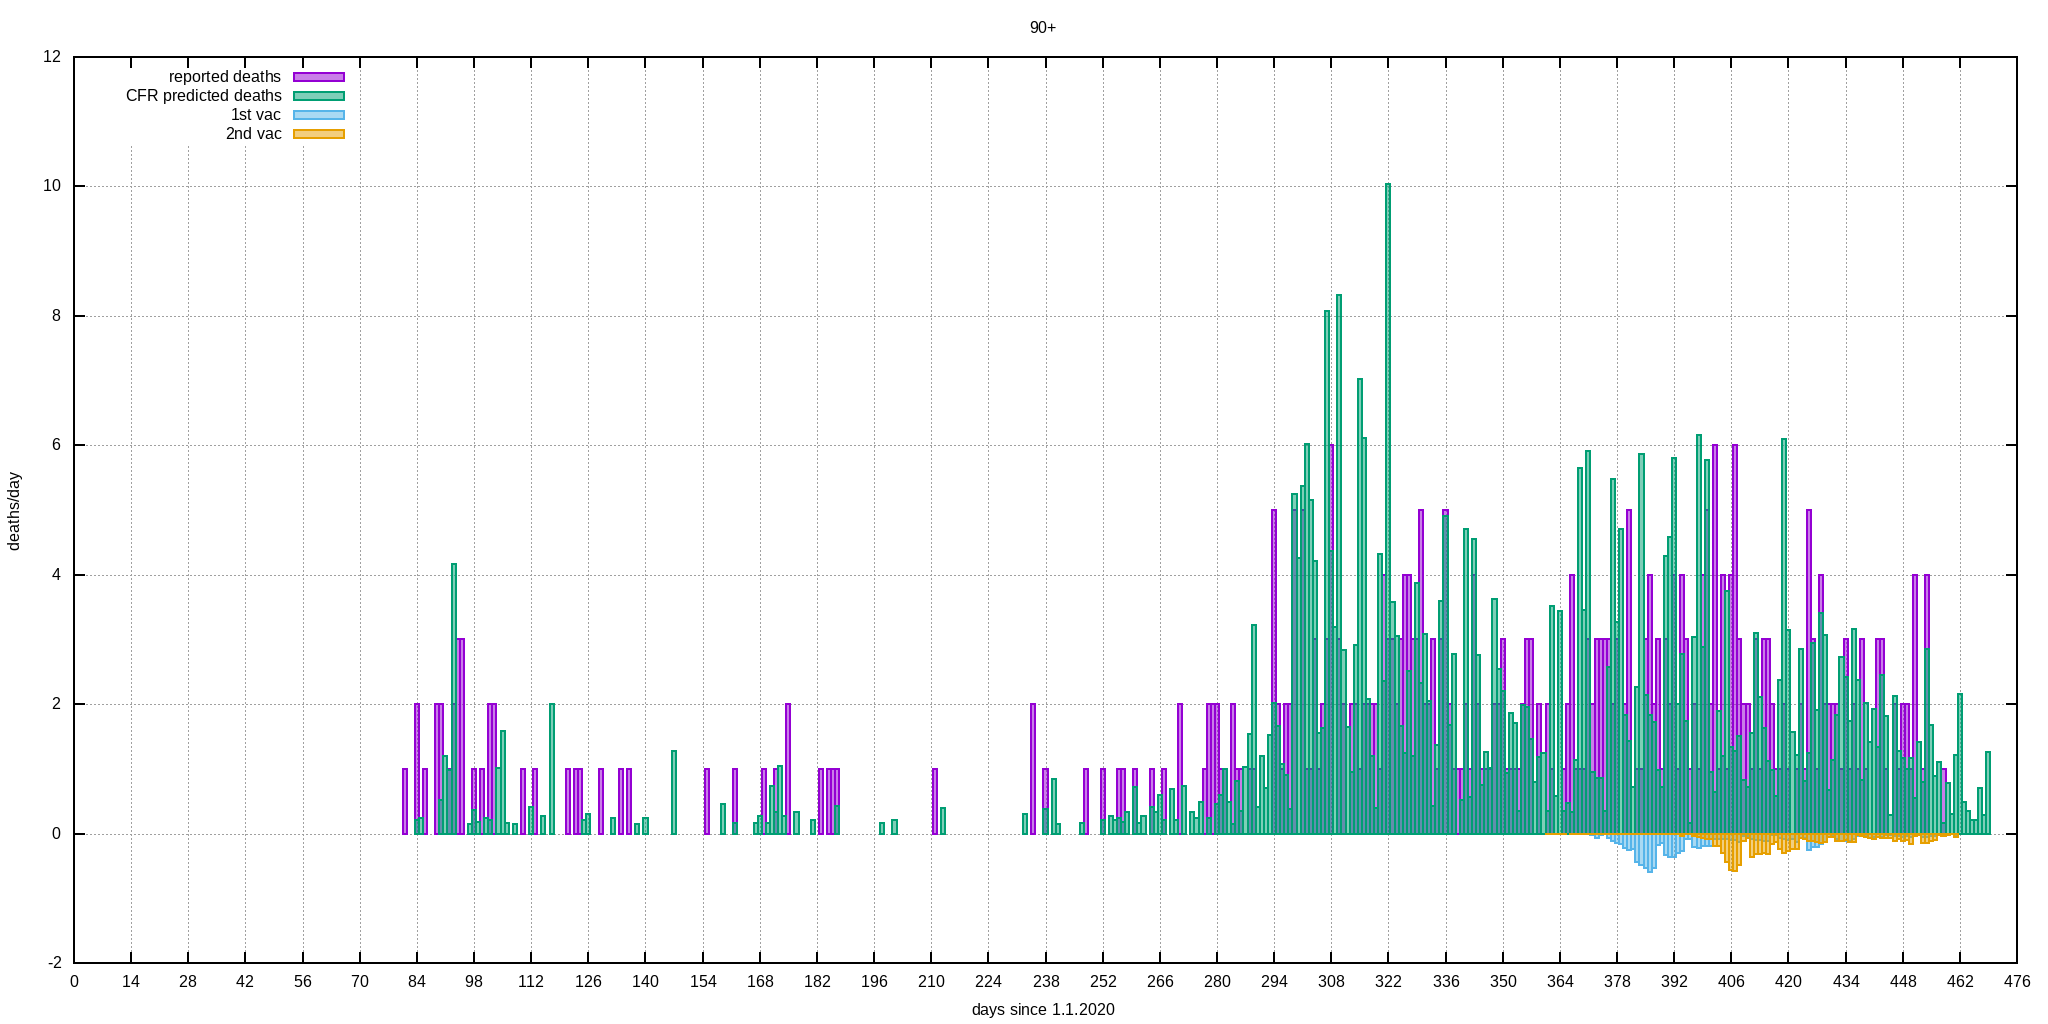 90+
reported deaths
CFR predicted deaths
1st vac
2nd vac
12
10
8
6
4
2
0
-2
deaths/day
0 14 28 42 56 70 84 98 112 126 140 154 168 182 196 210 224 238 252 266 280 294 308 322 336 350 364 378 392 406 420 434 448 462 476
days since 1.1.2020